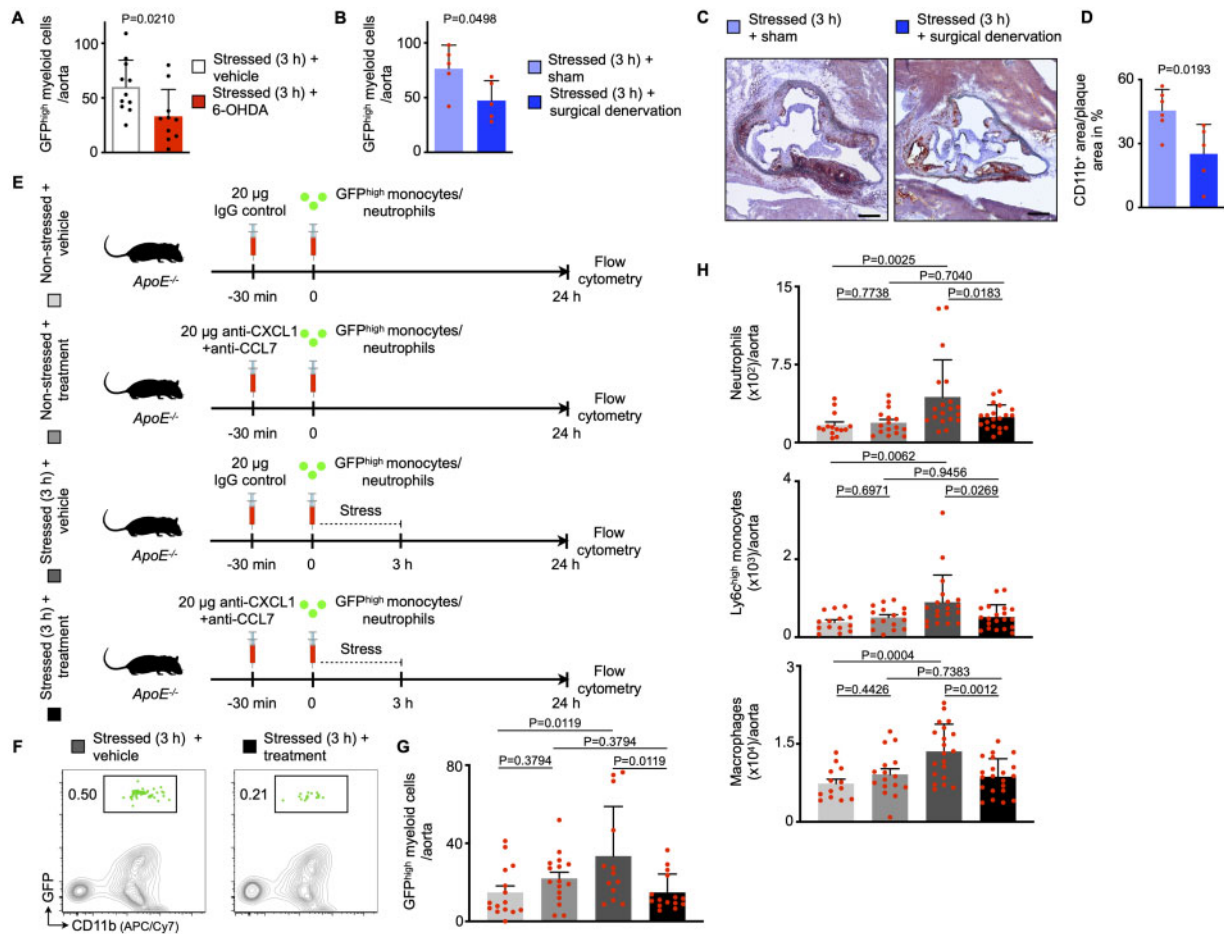 A
P=0.0210
GFPhigh myeloid cells
/aorta
100
50
0
Stressed (3 h) +
vehicle
Stressed (3 h) +
6-OHDA
B
P=0.0498
GFPhigh myeloid cells
/aorta
100
50
0
Stressed (3 h)
+ sham
Stressed (3 h)
+ surgical denervation
C
Stressed (3 h)
+ sham
Stressed (3 h)
+ surgical denervation
D
P=0.0193
CD11b+ area/plaque
area in %
60
30
0
E
Non-stressed +
vehicle
ApoE-/-
20 µg
IgG control
GFPhigh monocytes/
neutrophils
-30 min
0
24 h
Flow
cytometry
Non-stressed +
treatment
ApoE-/-
20 µg anti-CXCL1
+anti-CCL7
GFPhigh monocytes/
neutrophils
-30 min
0
24 h
Flow
cytometry
Stressed (3 h) +
vehicle
ApoE-/-
20 µg
IgG control
GFPhigh monocytes/
neutrophils
Stress
-30 min
0
3 h
24 h
Flow
cytometry
Stressed (3 h) +
treatment
ApoE-/-
20 µg anti-CXCL1
+anti-CCL7
GFPhigh monocytes/
neutrophils
Stress
-30 min
0
3 h
24 h
Flow
cytometry
F
Stressed (3 h) +
vehicle
Stressed (3 h) +
treatment
0.50
0.21
GFP
CD11b (APC/Cy7)
G
P=0.0119
P=0.3794
P=0.3794
P=0.0119
GFPhigh myeloid cells
/aorta
80
40
0
H
P=0.0025
P=0.7040
P=0.7738
P=0.0183
Neutrophils
(x10²)/aorta
15
7.5
0
P=0.0062
P=0.9456
P=0.6971
P=0.0269
Ly6chigh monocytes
(x10³)/aorta
4
2
0
P=0.0004
P=0.7383
P=0.4426
P=0.0012
Macrophages
(x10⁴)/aorta
3
1.5
0